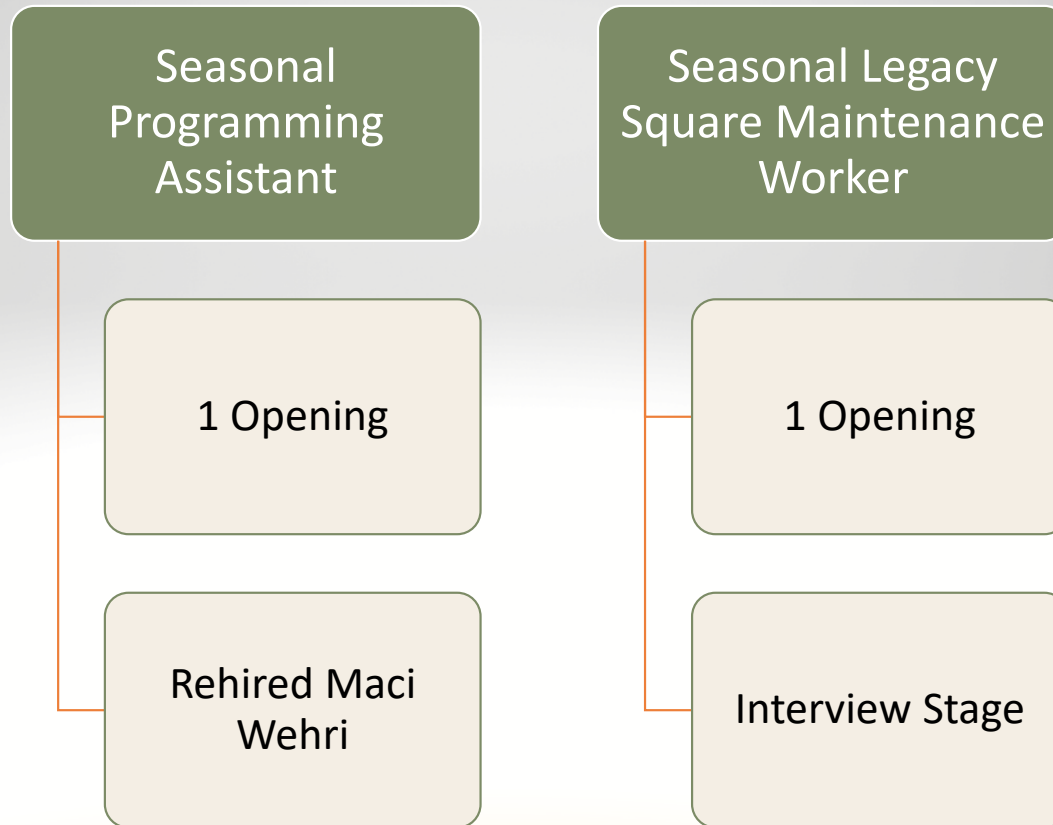 Seasonal
Programming
Assistant
1 Opening
Rehired Maci
Wehri
Seasonal Legacy
Square Maintenance
Worker
1 Opening
Interview Stage